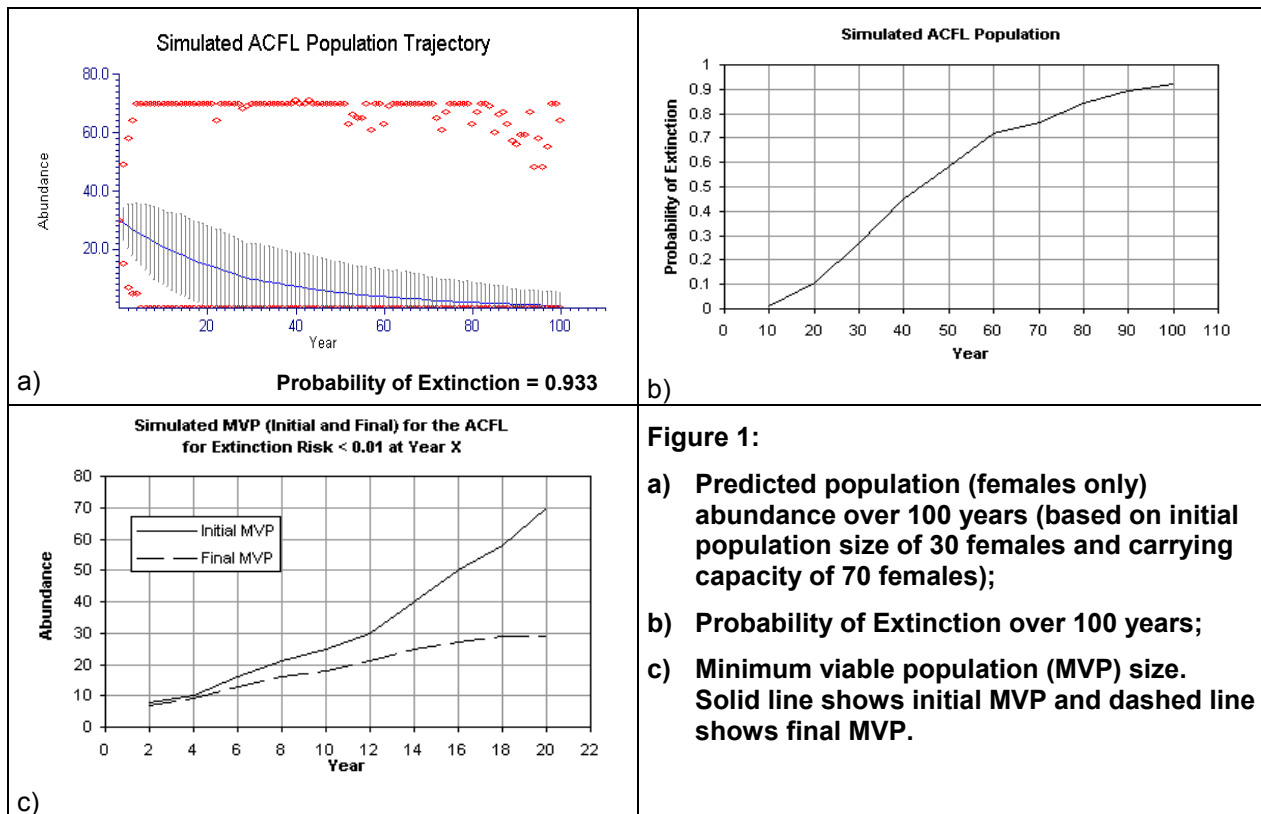 Simulated ACFL Population Trajectory
80.0
60.0
40.0
20.0
Abundance
20 40 60 80 100
Year
a) Probability of Extinction = 0.933
Simulated ACFL Population
1
0.9
0.8
0.7
0.6
0.5
0.4
0.3
0.2
0.1
0
Probability of Extinction
0 10 20 30 40 50 60 70 80 90 100 110
Year
b)
Simulated MVP (Initial and Final) for the ACFL
for Extinction Risk < 0.01 at Year X
80
70
60
50
40
30
20
10
0
Abundance
Initial MVP
Final MVP
0 2 4 6 8 10 12 14 16 18 20 22
Year
c)
Figure 1:
a) Predicted population (females only)
abundance over 100 years (based on initial
population size of 30 females and carrying
capacity of 70 females);
b) Probability of Extinction over 100 years;
c) Minimum viable population (MVP) size.
Solid line shows initial MVP and dashed line
shows final MVP.